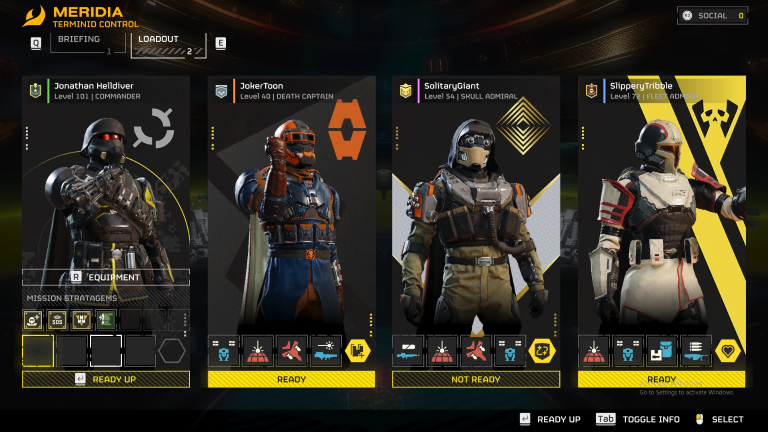 MERIDIA
TERMINID CONTROL
SOCIAL 0
Q BRIEFING 1 LOADOUT 2 E
Jonathan Helldiver
Level 101 | COMMANDER
JokerToon
Level 40 | DEATH CAPTAIN
SolitaryGiant
Level 54 | SKULL ADMIRAL
SlipperyTribble
Level 72 | FLEET ADMIRAL
R EQUIPMENT
MISSION STRATAGEMS
SOS
READY UP
READY
NOT READY
READY
Go to Settings to activate Windows.
READY UP
Tab TOGGLE INFO
SELECT